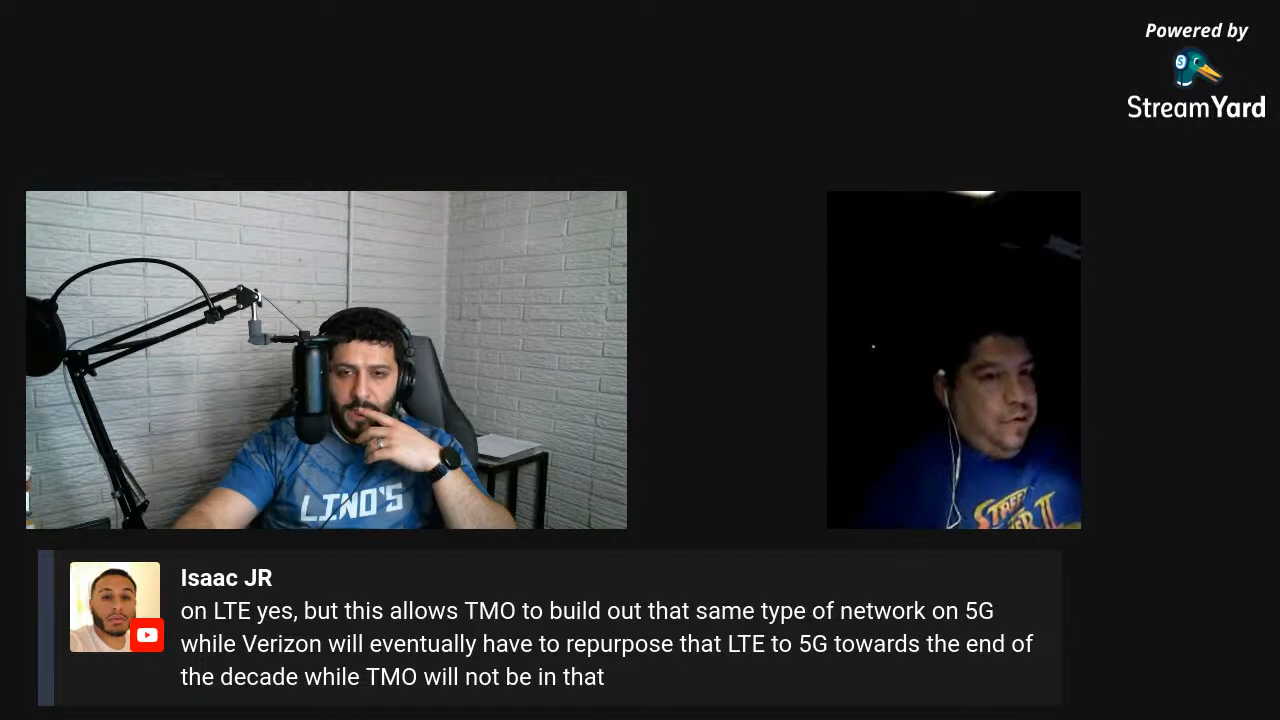 Powered by
StreamYard
LINO'S
STREET
II
Isaac JR
on LTE yes, but this allows TMO to build out that same type of network on 5G
while Verizon will eventually have to repurpose that LTE to 5G towards the end of
the decade while TMO will not be in that